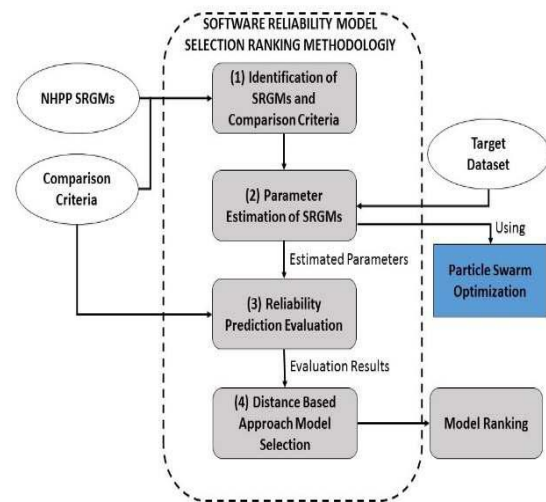 SOFTWARE RELIABILITY MODEL
SELECTION RANKING METHODOLOGIY
NHPP SRGMs
(1) Identification of
SRGMs and
Comparison Criteria
Comparison
Criteria
Target
Dataset
(2) Parameter
Estimation of SRGMs
Using
Estimated Parameters
Particle Swarm
Optimization
(3) Reliability
Prediction Evaluation
Evaluation Results
(4) Distance Based
Approach Model
Selection
Model Ranking